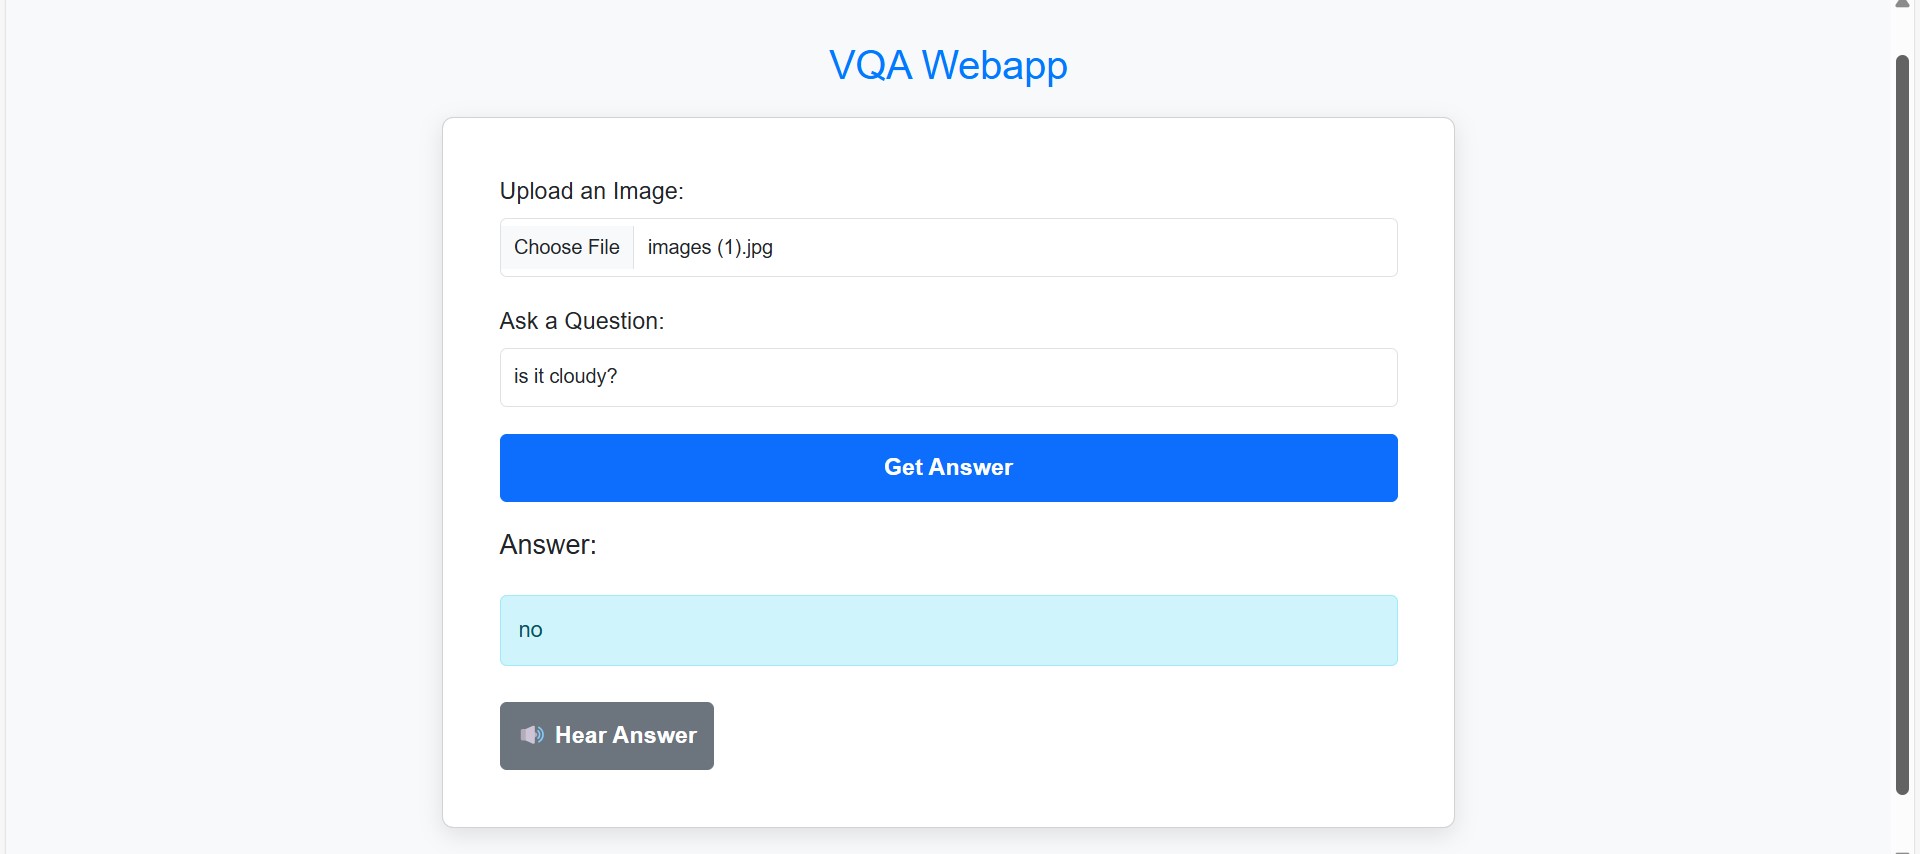 VQA Webapp
Upload an Image:
Choose File images (1).jpg
Ask a Question:
is it cloudy?
Get Answer
Answer:
no
Hear Answer